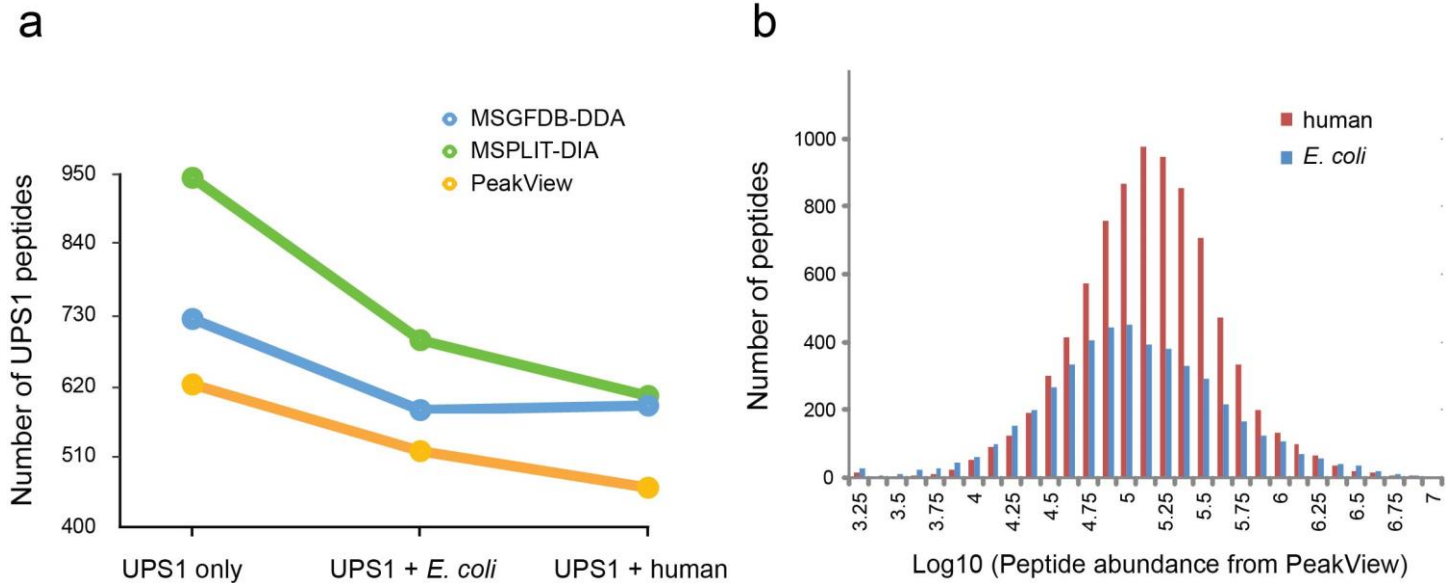 a
MSGFDB-DDA
MSPLIT-DIA
PeakView
Number of UPS1 peptides
950
840
730
620
510
400
UPS1 only
UPS1 + E. coli
UPS1 + human
b
human
E. coli
Number of peptides
1000
800
600
400
200
0
3.25
3.5
3.75
4
4.25
4.5
4.75
5
5.25
5.5
5.75
6
6.25
6.5
6.75
7
Log10 (Peptide abundance from PeakView)